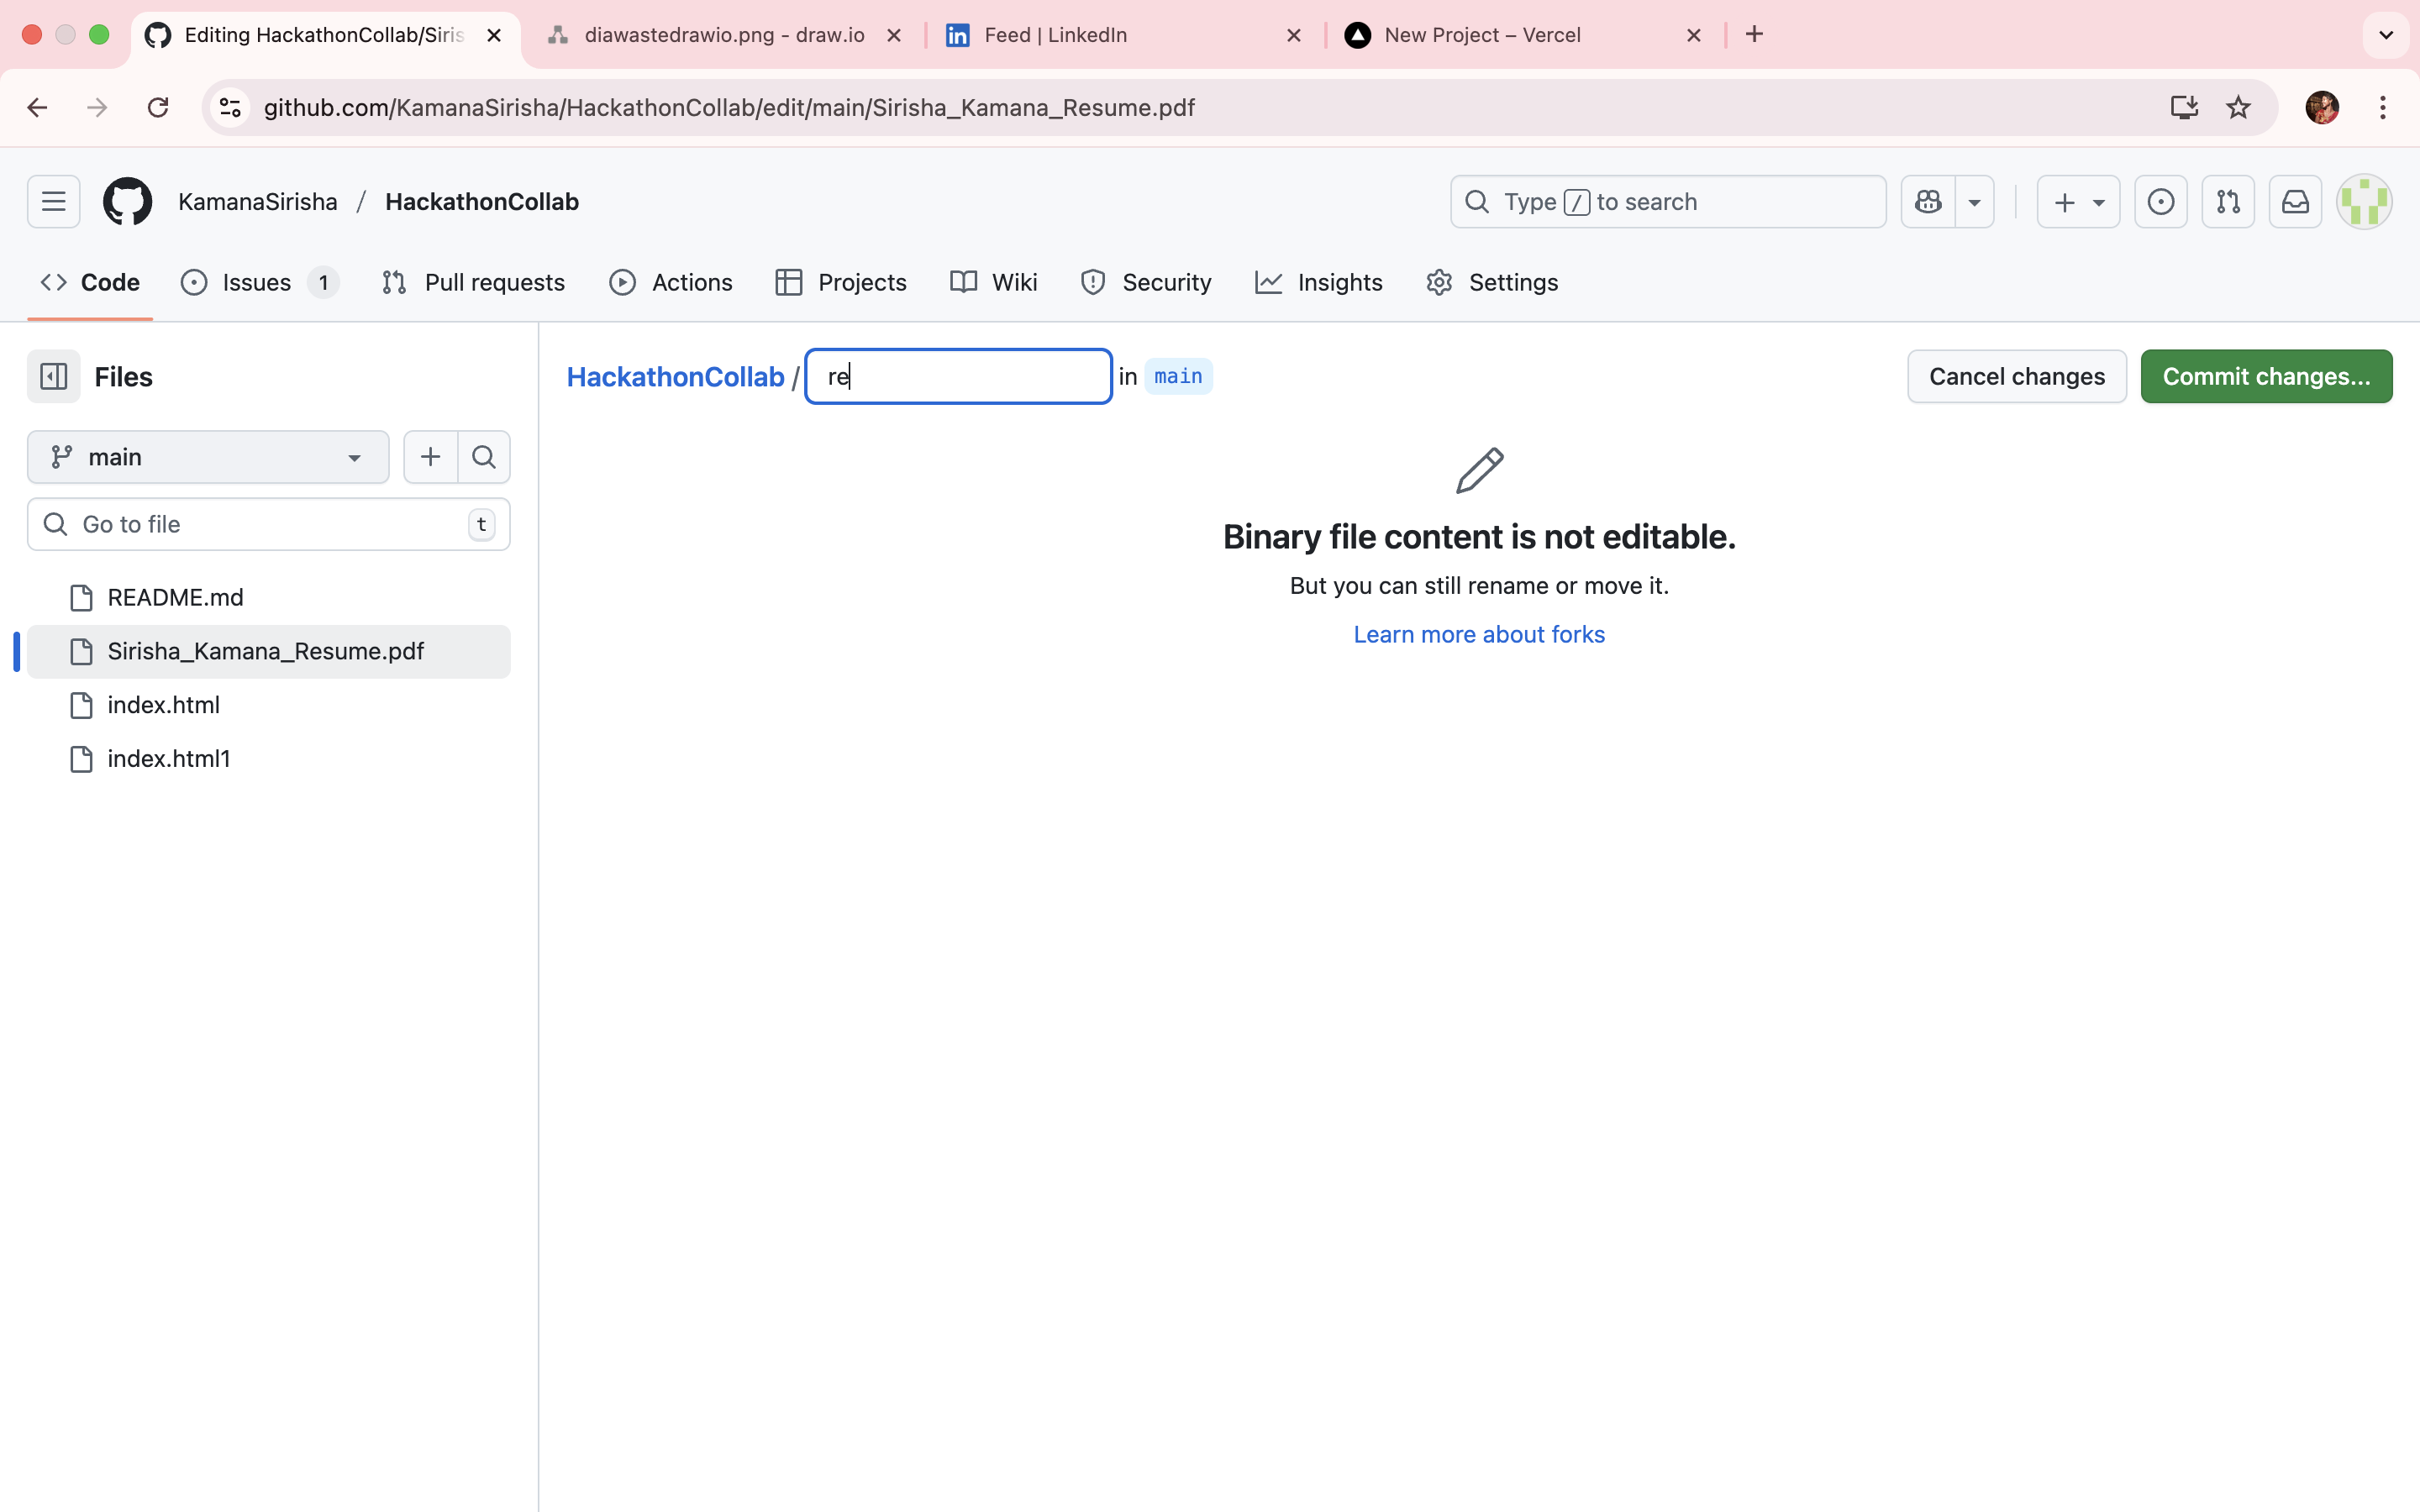 Editing HackathonCollab/Siris
diawastedrawio.png - draw.io
Feed | LinkedIn
New Project – Vercel
github.com/KamanaSirisha/HackathonCollab/edit/main/Sirisha_Kamana_Resume.pdf
KamanaSirisha / HackathonCollab
Type / to search
Code
Issues 1
Pull requests
Actions
Projects
Wiki
Security
Insights
Settings
Files
HackathonCollab / re in main
Cancel changes
Commit changes...
main
Go to file t
README.md
Sirisha_Kamana_Resume.pdf
index.html
index.html1
Binary file content is not editable.
But you can still rename or move it.
Learn more about forks